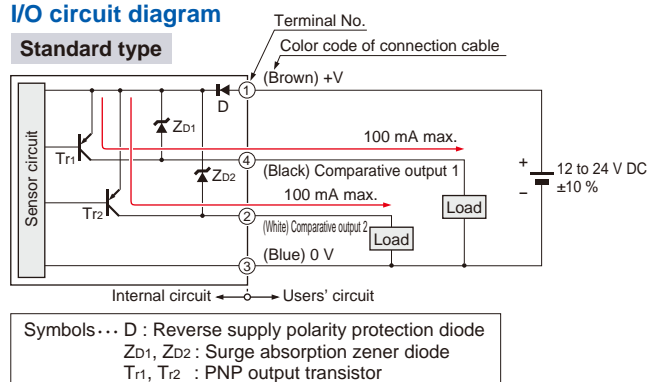 I/O circuit diagram
Terminal No.
Standard type
Color code of connection cable
1
(Brown) +V
D
ZD1
100 mA max.
Sensor circuit
Tr1
4
(Black) Comparative output 1
+
12 to 24 V DC
±10 %
−
ZD2
100 mA max.
Load
Tr2
2
(White) Comparative output 2
Load
(Blue) 0 V
3
Internal circuit
Users' circuit
Symbols ··· D : Reverse supply polarity protection diode
ZD1, ZD2 : Surge absorption zener diode
Tr1, Tr2 : PNP output transistor